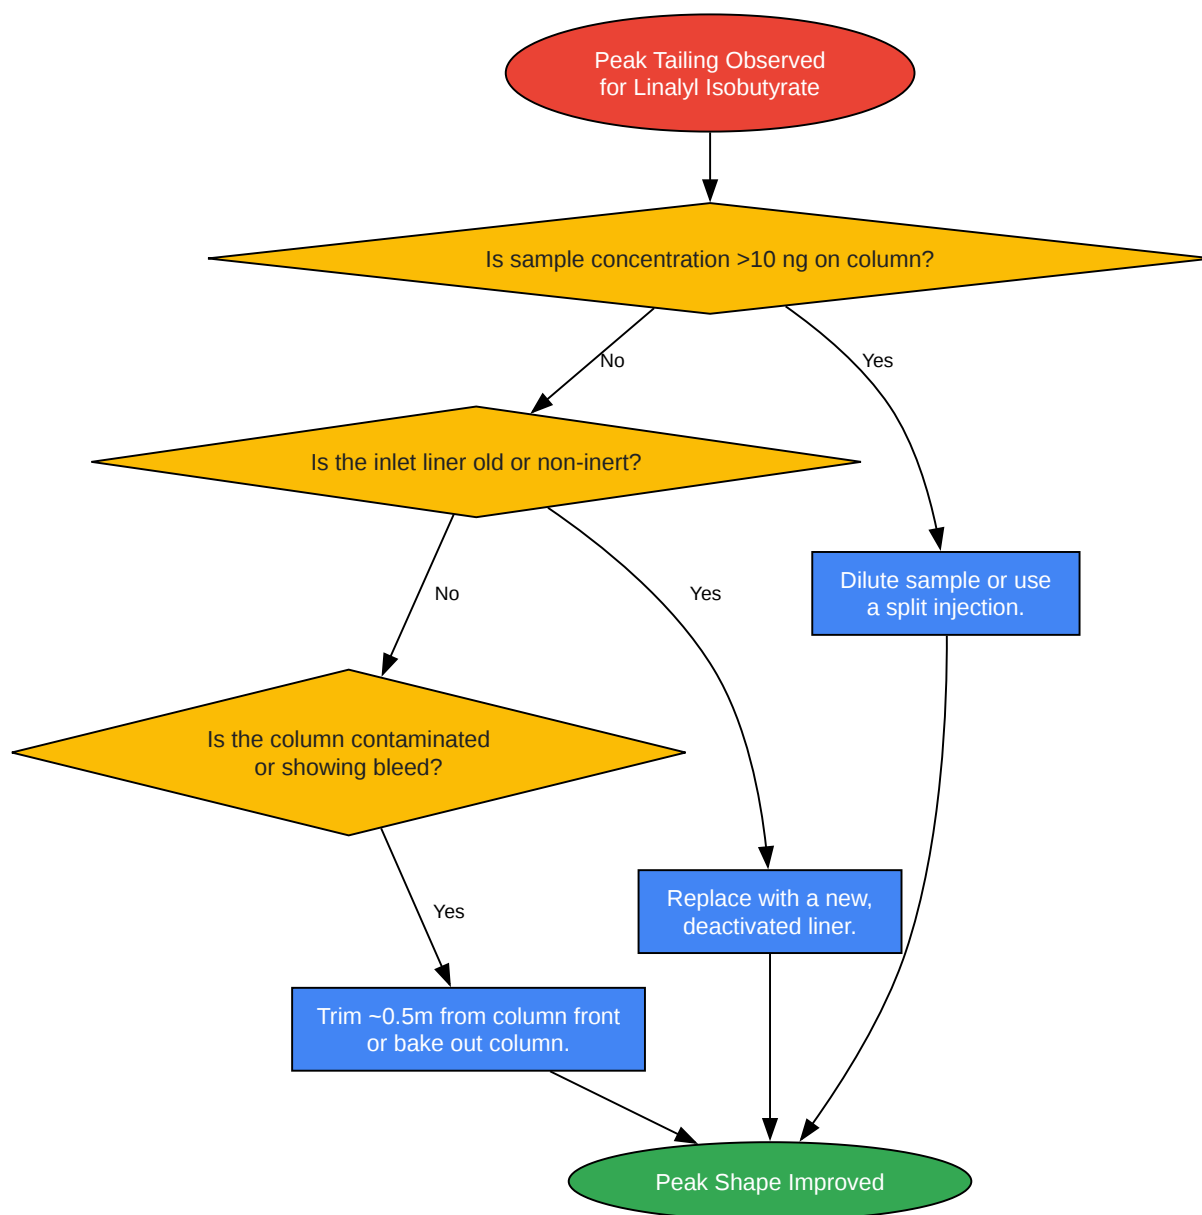 Peak Tailing Observed
for Linalyl Isobutyrate
Is sample concentration >10 ng on column?
No
Yes
Is the inlet liner old or non-inert?
No
Yes
Dilute sample or use
a split injection.
Is the column contaminated
or showing bleed?
Yes
Replace with a new,
deactivated liner.
Trim ~0.5m from column front
or bake out column.
Peak Shape Improved